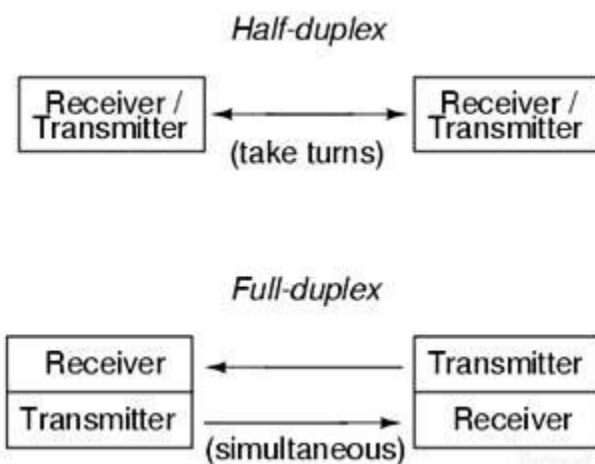 Half-duplex
Receiver /
Transmitter
Receiver /
Transmitter
(take turns)
Full-duplex
Receiver
Transmitter
Transmitter
Receiver
(simultaneous)